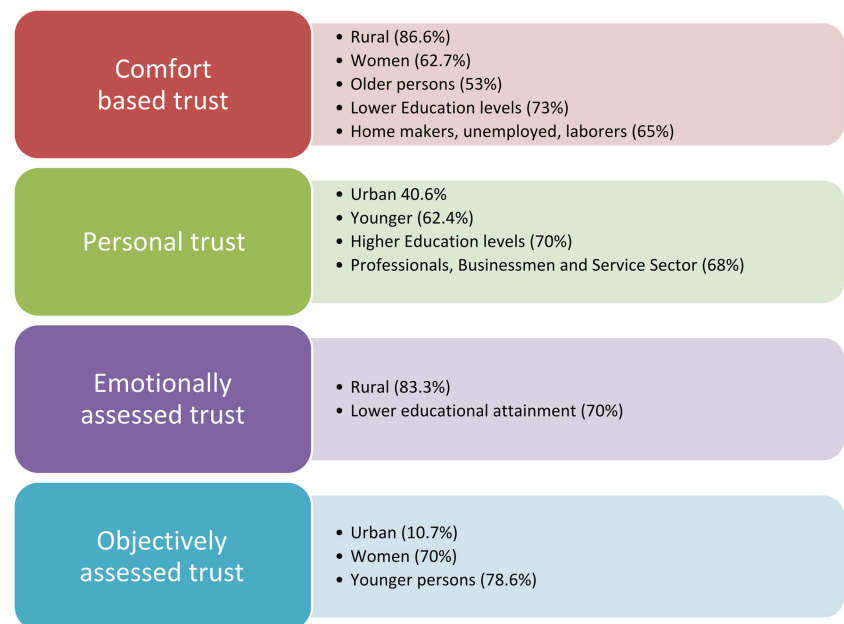 Comfort
based trust
• Rural (86.6%)
• Women (62.7%)
• Older persons (53%)
• Lower Education levels (73%)
• Home makers, unemployed, laborers (65%)
Personal trust
• Urban 40.6%
• Younger (62.4%)
• Higher Education levels (70%)
• Professionals, Businessmen and Service Sector (68%)
Emotionally
assessed trust
• Rural (83.3%)
• Lower educational attainment (70%)
Objectively
assessed trust
• Urban (10.7%)
• Women (70%)
• Younger persons (78.6%)